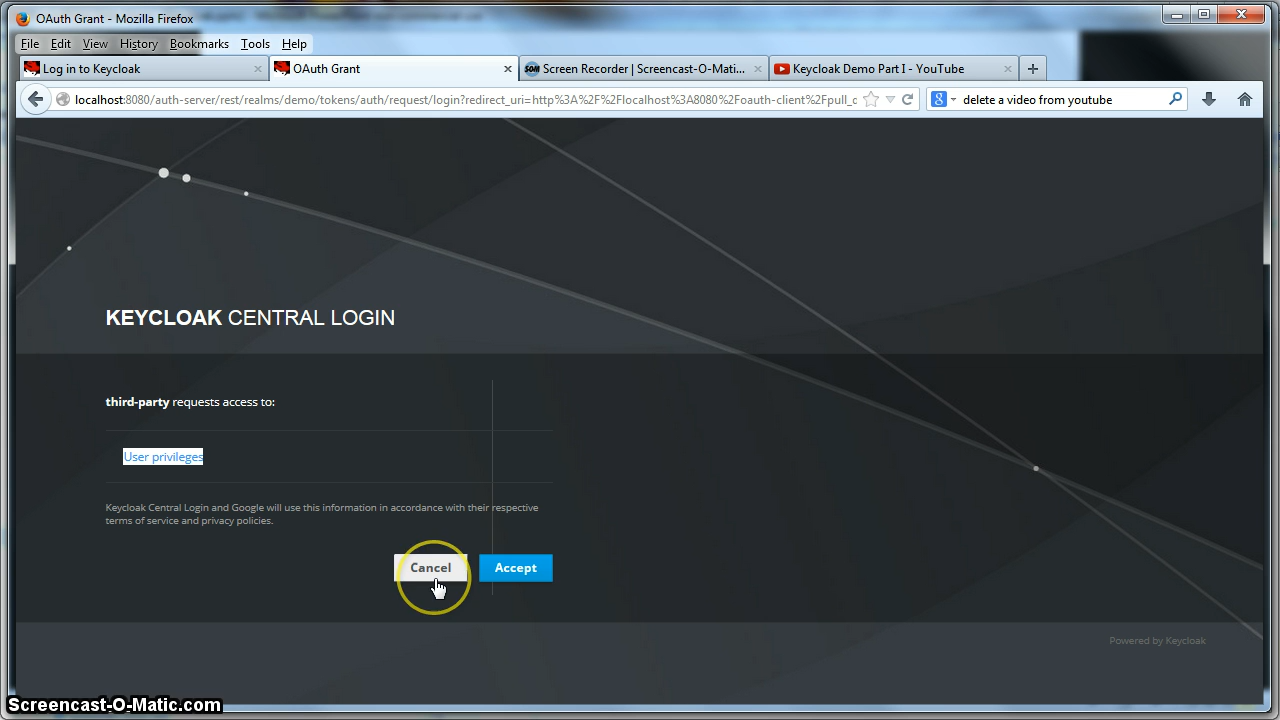 OAuth Grant - Mozilla Firefox
File Edit View History Bookmarks Tools Help
Log in to Keycloak
OAuth Grant
Screen Recorder | Screencast-O-Mati...
Keycloak Demo Part I - YouTube
localhost:8080/auth-server/rest/realms/demo/tokens/auth/request/login?redirect_uri=http%3A%2F%2Flocalhost%3A8080%2Foauth-client%2Fpull_c
delete a video from youtube
KEYCLOAK CENTRAL LOGIN
third-party requests access to:
User privileges
Keycloak Central Login and Google will use this information in accordance with their respective
terms of service and privacy policies.
Cancel
Accept
Powered by Keycloak
Screencast-O-Matic.com